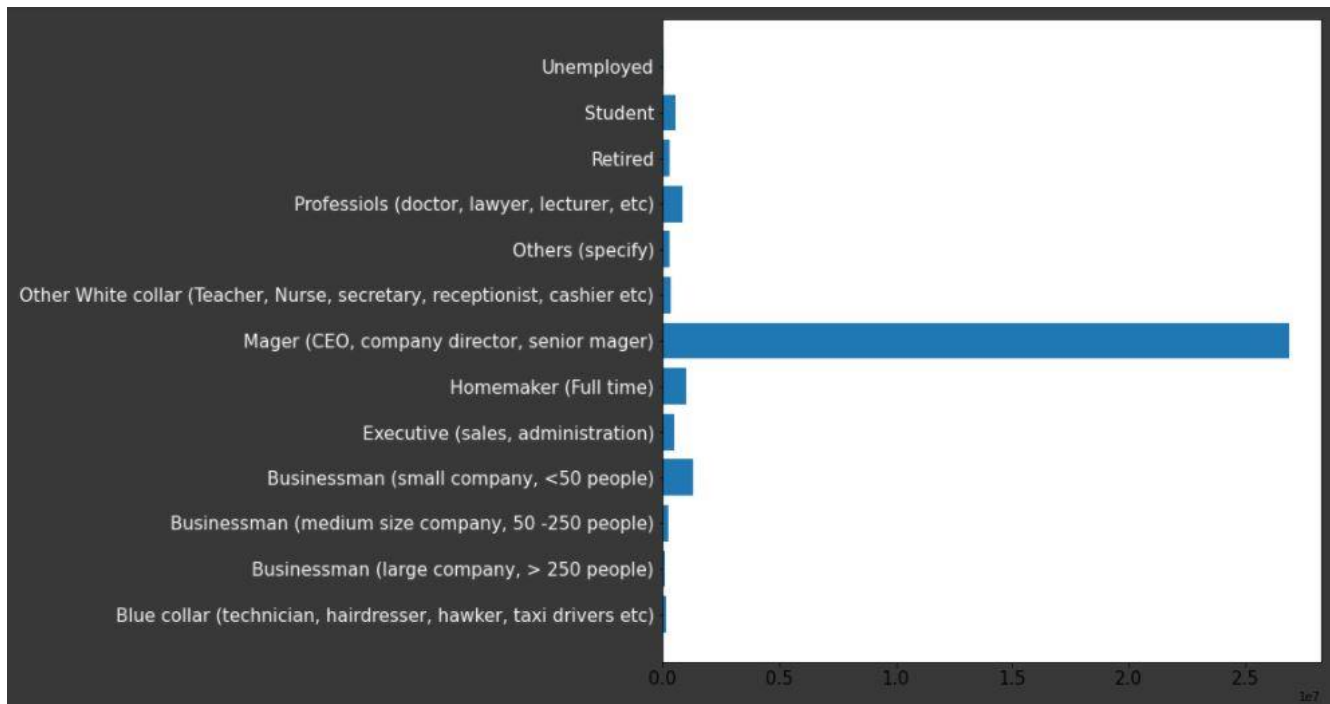 Unemployed
Student
Retired
Professiols (doctor, lawyer, lecturer, etc)
Others (specify)
Other White collar (Teacher, Nurse, secretary, receptionist, cashier etc)
Mager (CEO, company director, senior mager)
Homemaker (Full time)
Executive (sales, administration)
Businessman (small company, <50 people)
Businessman (medium size company, 50 -250 people)
Businessman (large company, > 250 people)
Blue collar (technician, hairdresser, hawker, taxi drivers etc)
0.0 0.5 1.0 1.5 2.0 2.5
1e7